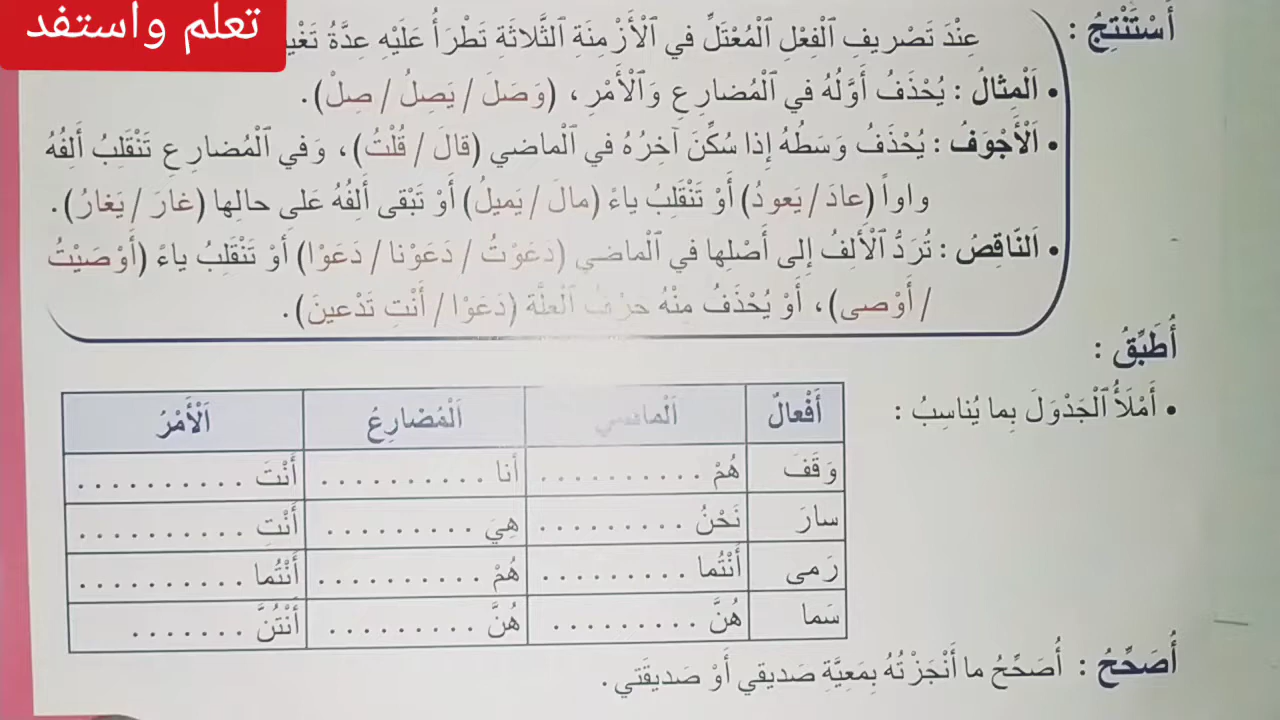 تعلم واستفد
أَسْتَنْتِجُ :
عِنْدَ تَصْريفِ ٱلْفِعْلِ ٱلْمُعْتَلِّ في ٱلْأَزْمِنَةِ ٱلثَّلاثَةِ تَطْرَأُ عَلَيْهِ عِدَّةُ
• اَلْمِثالُ : يُحْذَفُ أَوَّلُهُ في ٱلْمُضارِعِ وَٱلْأَمْرِ، (وَصَلَ / يَصِلُ / صِلْ).
• اَلْأَجْوَفُ : يُحْذَفُ وَسَطُهُ إِذا سُكِّنَ آخِرُهُ في ٱلْماضي (قالَ / قُلْتُ)، وَفي ٱلْمُضارِعِ تَنْقَلِبُ أَلِفُهُ
واواً (عادَ / يَعودُ) أَوْ تَنْقَلِبُ ياءً (مالَ / يَميلُ) أَوْ تَبْقى أَلِفُهُ عَلى حالِها (غارَ / يَغارُ).
• اَلنّاقِصُ : تُرَدُّ ٱلْأَلِفُ إِلى أَصْلِها في ٱلْماضي (دَعَوْتُ / دَعَوْنا / دَعَوْا) أَوْ تَنْقَلِبُ ياءً (أَوْصَيْتُ
/ أَوْصى)، أَوْ يُحْذَفُ مِنْهُ حَرْفُ ٱلْعِلَّة (دَعَوْا / أَنْتِ تَدْعينَ).
أُطَبِّقُ :
• أَمْلَأُ ٱلْجَدْوَلَ بِما يُناسِبُ :
أَفْعالٌ اَلْماضي اَلْمُضارِعُ اَلْأَمْرُ
وَقَفَ هُمْ .......... أَنا .......... أَنْتَ ..........
سارَ نَحْنُ ......... هِيَ ......... أَنْتِ ..........
رَمى أَنْتُما ......... هُمْ .......... أَنْتُما ..........
سَما هُنَّ ......... هُنَّ ......... أَنْتُنَّ .......
أُصَحِّحُ : أُصَحِّحُ ما أَنْجَزْتُهُ بِمَعِيَّةِ صَديقي أَوْ صَديقَتي.